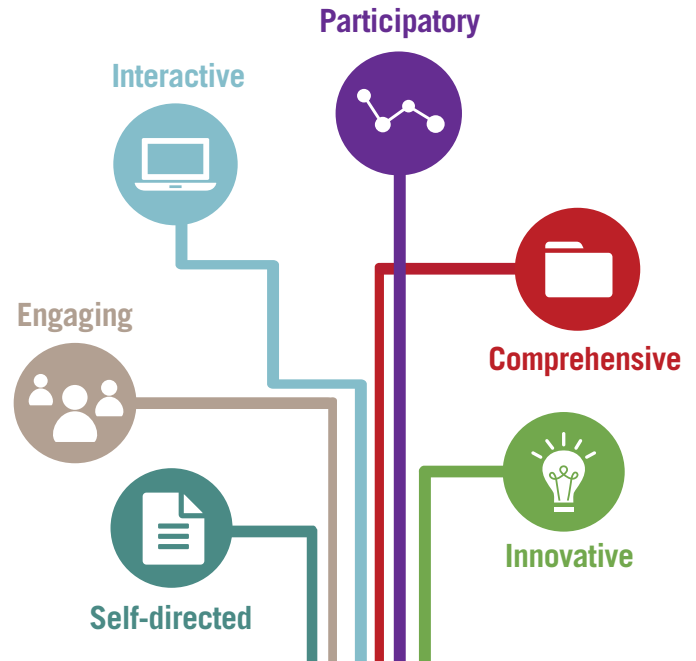 Participatory
Interactive
Engaging
Comprehensive
Innovative
Self-directed